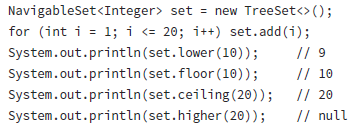 NavigableSet<Integer> set = new TreeSet<>();
for (int i = 1; i <= 20; i++) set.add(i);
System.out.println(set.lower(10));     // 9
System.out.println(set.floor(10));     // 10
System.out.println(set.ceiling(20));   // 20
System.out.println(set.higher(20));    // null